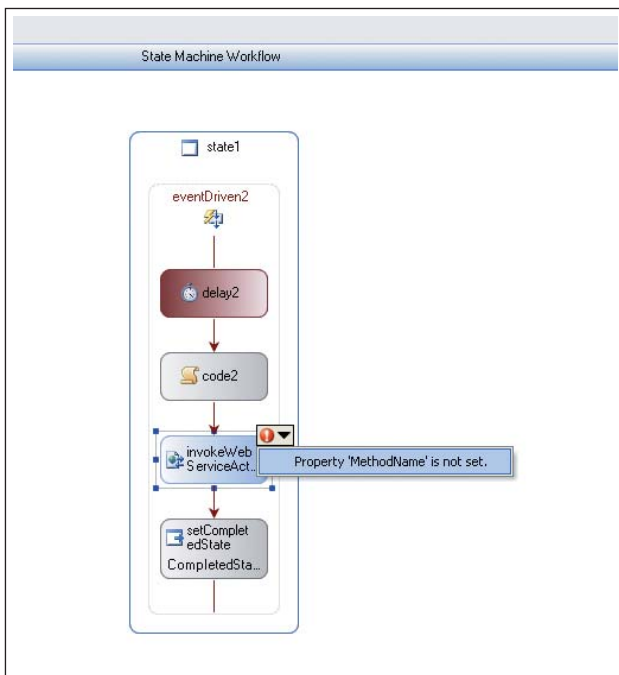 State Machine Workflow
state1
eventDriven2
delay2
code2
invokeWeb
ServiceAct...
Property 'MethodName' is not set.
setComplet
edState
CompletedSta...